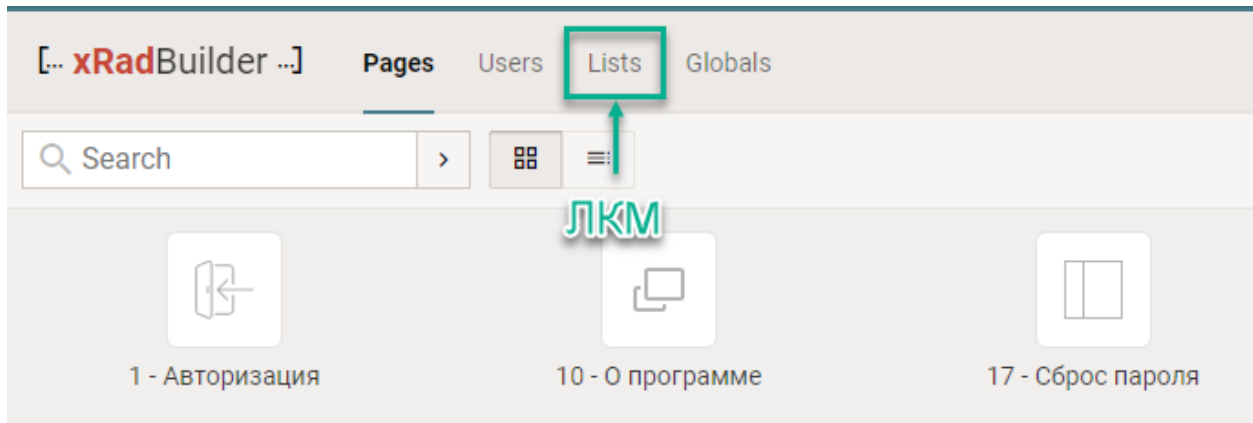 [... xRadBuilder ...] Pages Users Lists Globals
Search
ЛКМ
1 - Авторизация 10 - О программе 17 - Сброс пароля